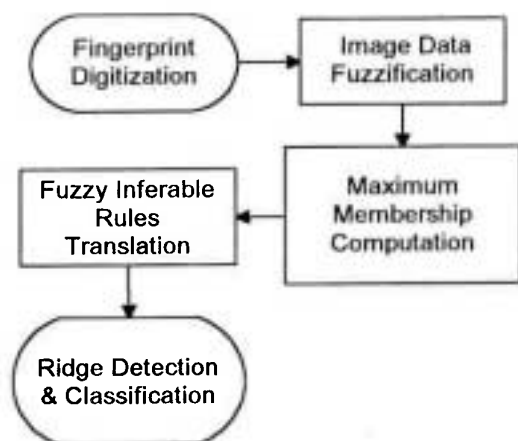 Fingerprint
Digitization
Image Data
Fuzzification
Maximum
Membership
Computation
Fuzzy Inferable
Rules
Translation
Ridge Detection
& Classification